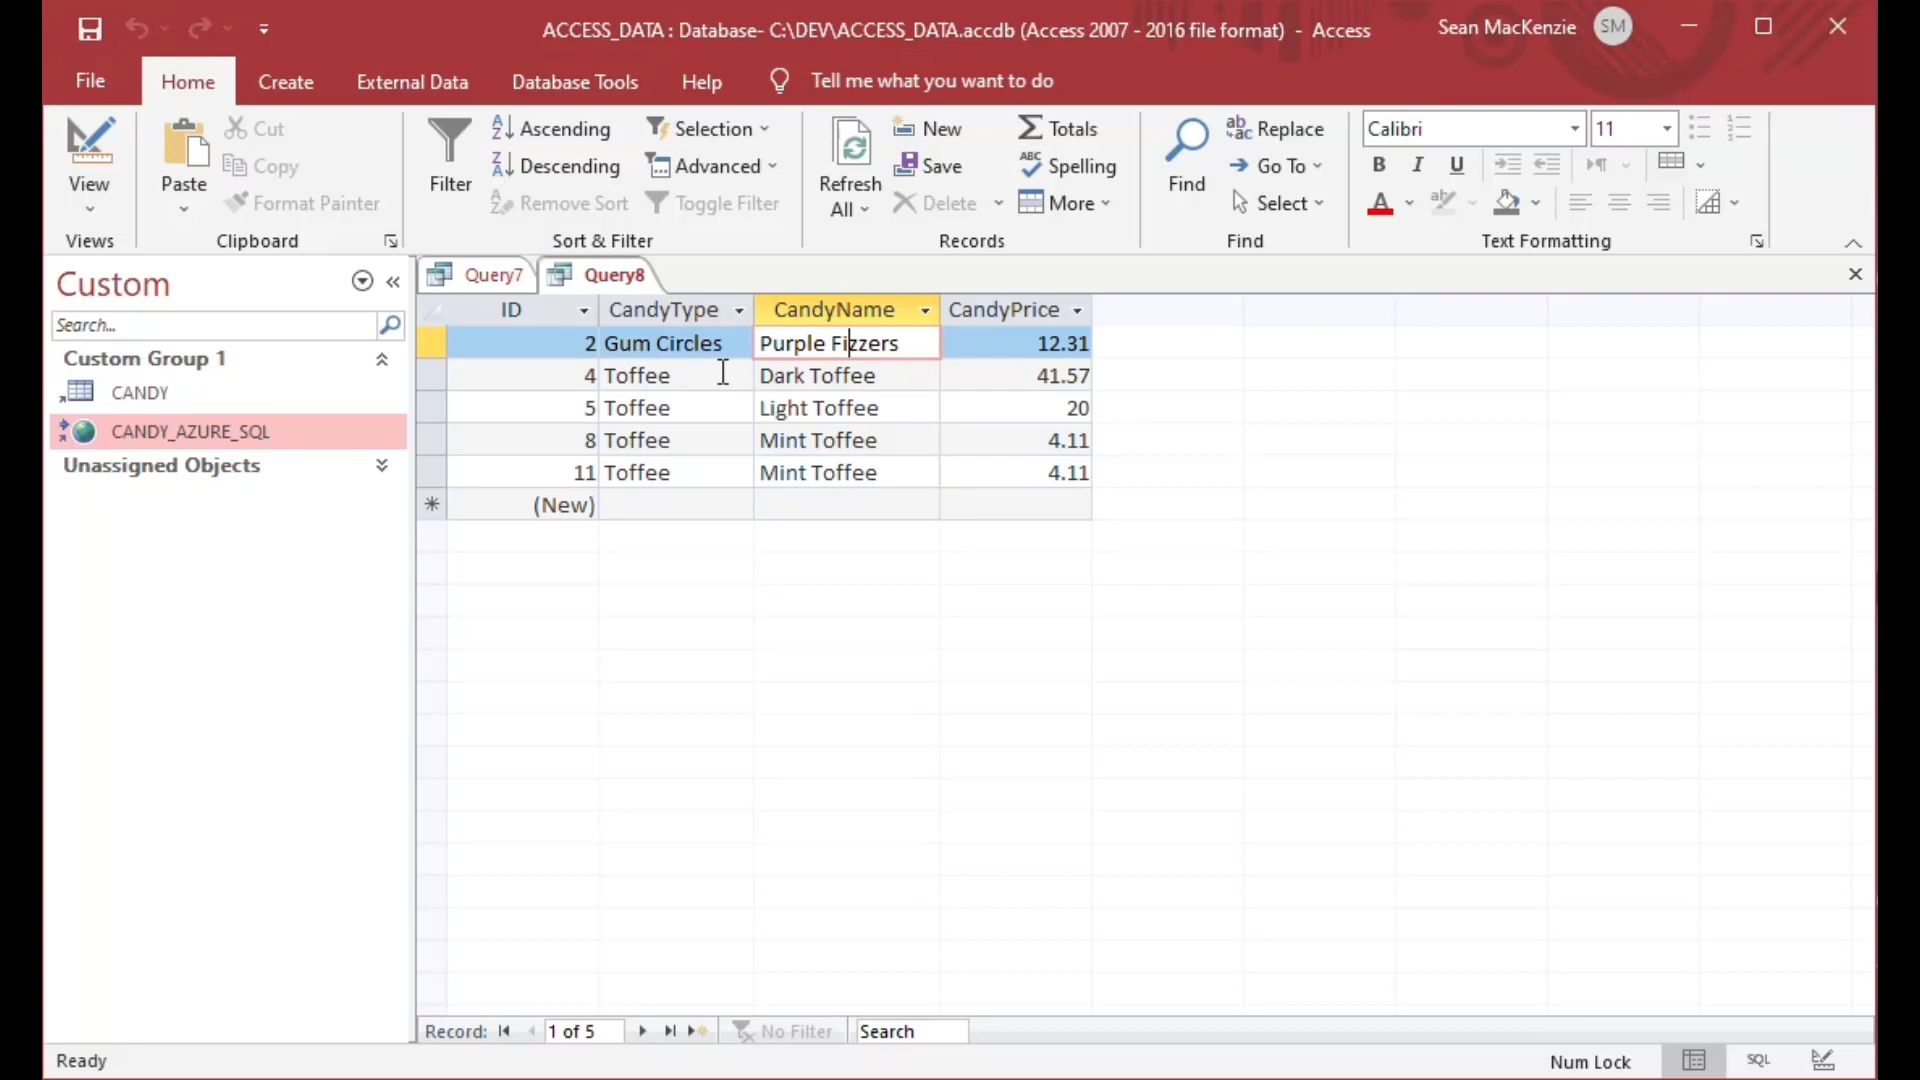 ACCESS_DATA : Database- C:\DEV\ACCESS_DATA.accdb (Access 2007 - 2016 file format) - Access
Sean MacKenzie
SM
File
Home
Create
External Data
Database Tools
Help
Tell me what you want to do
View
Views
Paste
Cut
Copy
Format Painter
Clipboard
Filter
Ascending
Descending
Remove Sort
Selection
Advanced
Toggle Filter
Sort & Filter
Refresh
All
New
Save
Delete
Totals
Spelling
More
Records
Find
Replace
Go To
Select
Find
Calibri
11
B I U
Text Formatting
Custom
Search...
Custom Group 1
CANDY
CANDY_AZURE_SQL
Unassigned Objects
Query7
Query8
ID CandyType CandyName CandyPrice
2 Gum Circles Purple Fizzers 12.31
4 Toffee Dark Toffee 41.57
5 Toffee Light Toffee 20
8 Toffee Mint Toffee 4.11
11 Toffee Mint Toffee 4.11
(New)
Record: 1 of 5 No Filter Search
Ready
Num Lock
SQL